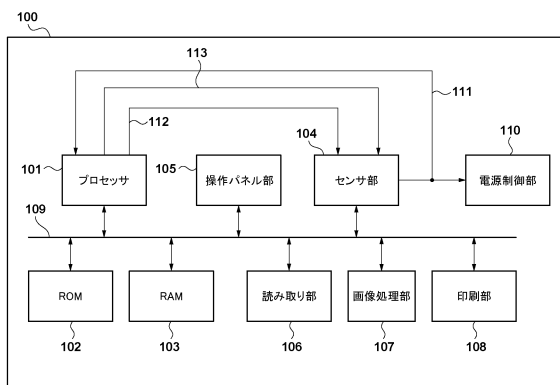 100
113
111
112
104
110
101
105
プロセッサ
操作パネル部
センサ部
電源制御部
109
ROM
RAM
読み取り部
画像処理部
印刷部
102
103
106
107
108